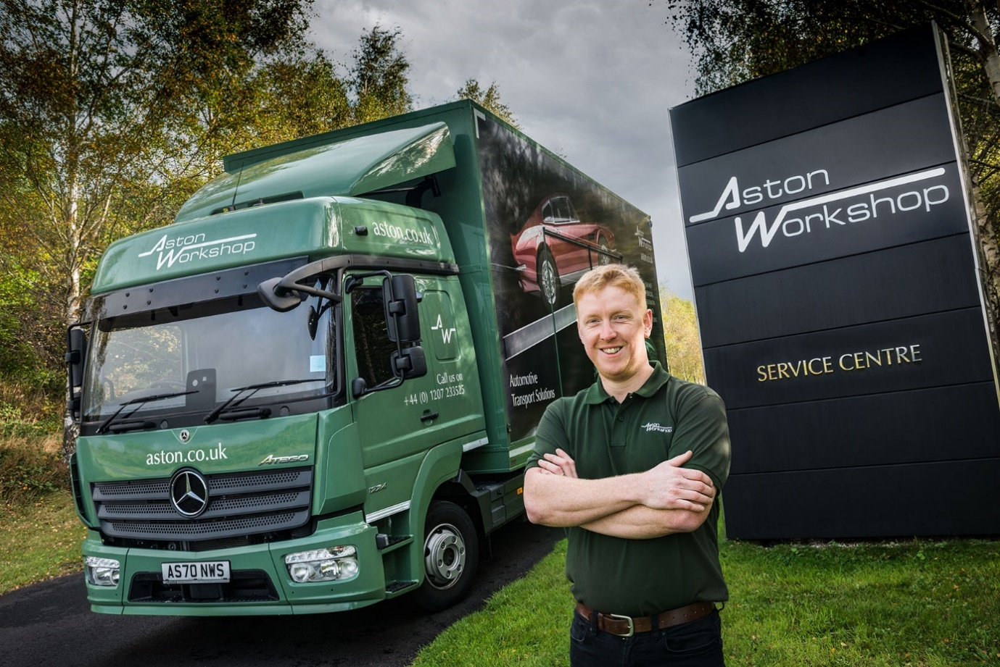 Aston
Workshop
aston.co.uk
AW
Call us on
+44 (0) 1207 233525
aston.co.uk
ATEGO
1224
AS70 NWS
Automotive
Transport Solutions
Aston
Workshop
Aston
Workshop
SERVICE CENTRE